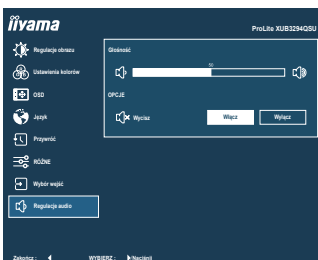 iiyama
ProLite XUB3294QSU
Regulacje obrazu
Ustawienia kolorów
OSD
Język
Przywróć
RÓŻNE
Wybór wejść
Regulacje audio
Głośność
50
OPCJE
Wycisz
Włącz
Wyłącz
Zakończ :
WYBIERZ :
Naciśnij